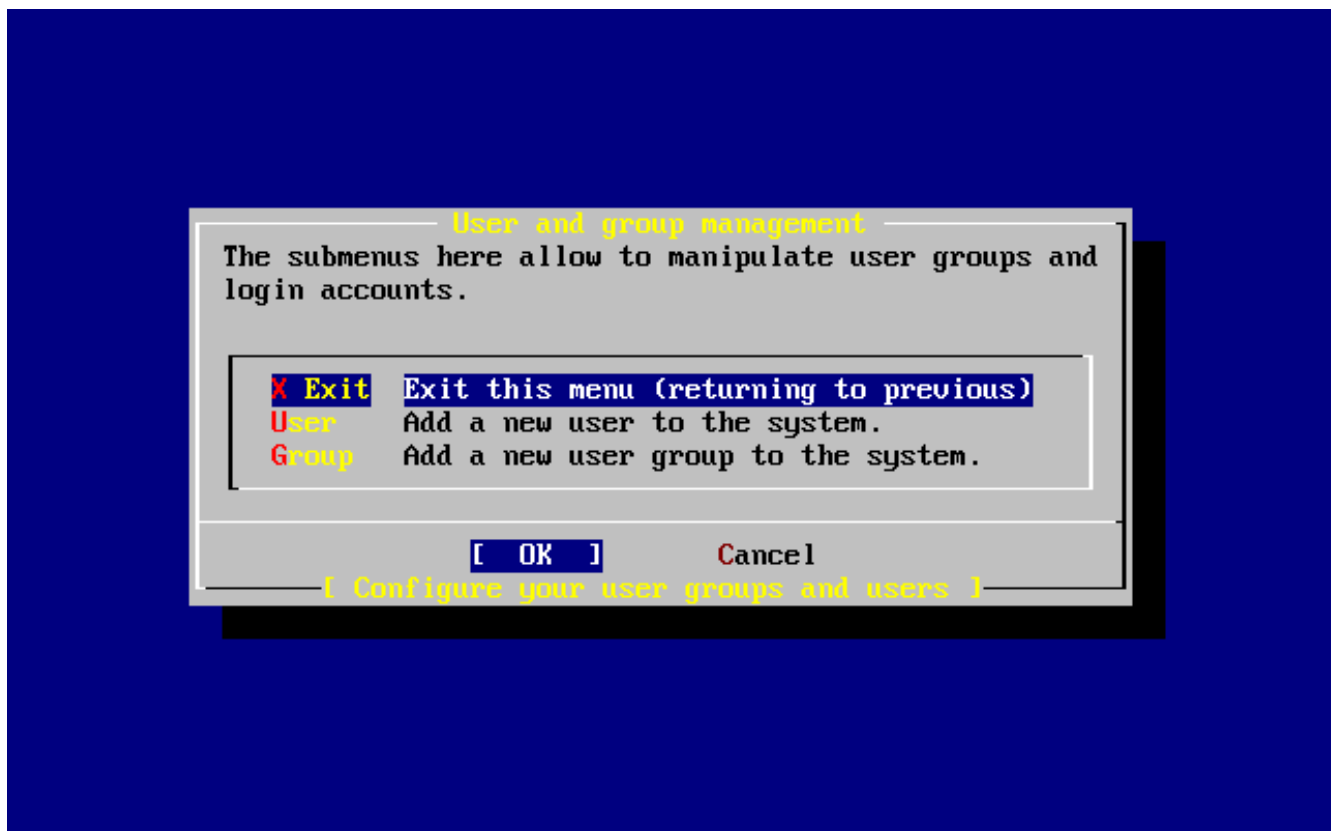 User and group management
The submenus here allow to manipulate user groups and
login accounts.
X Exit Exit this menu (returning to previous)
User Add a new user to the system.
Group Add a new user group to the system.
[ OK ] Cancel
[ Configure your user groups and users ]